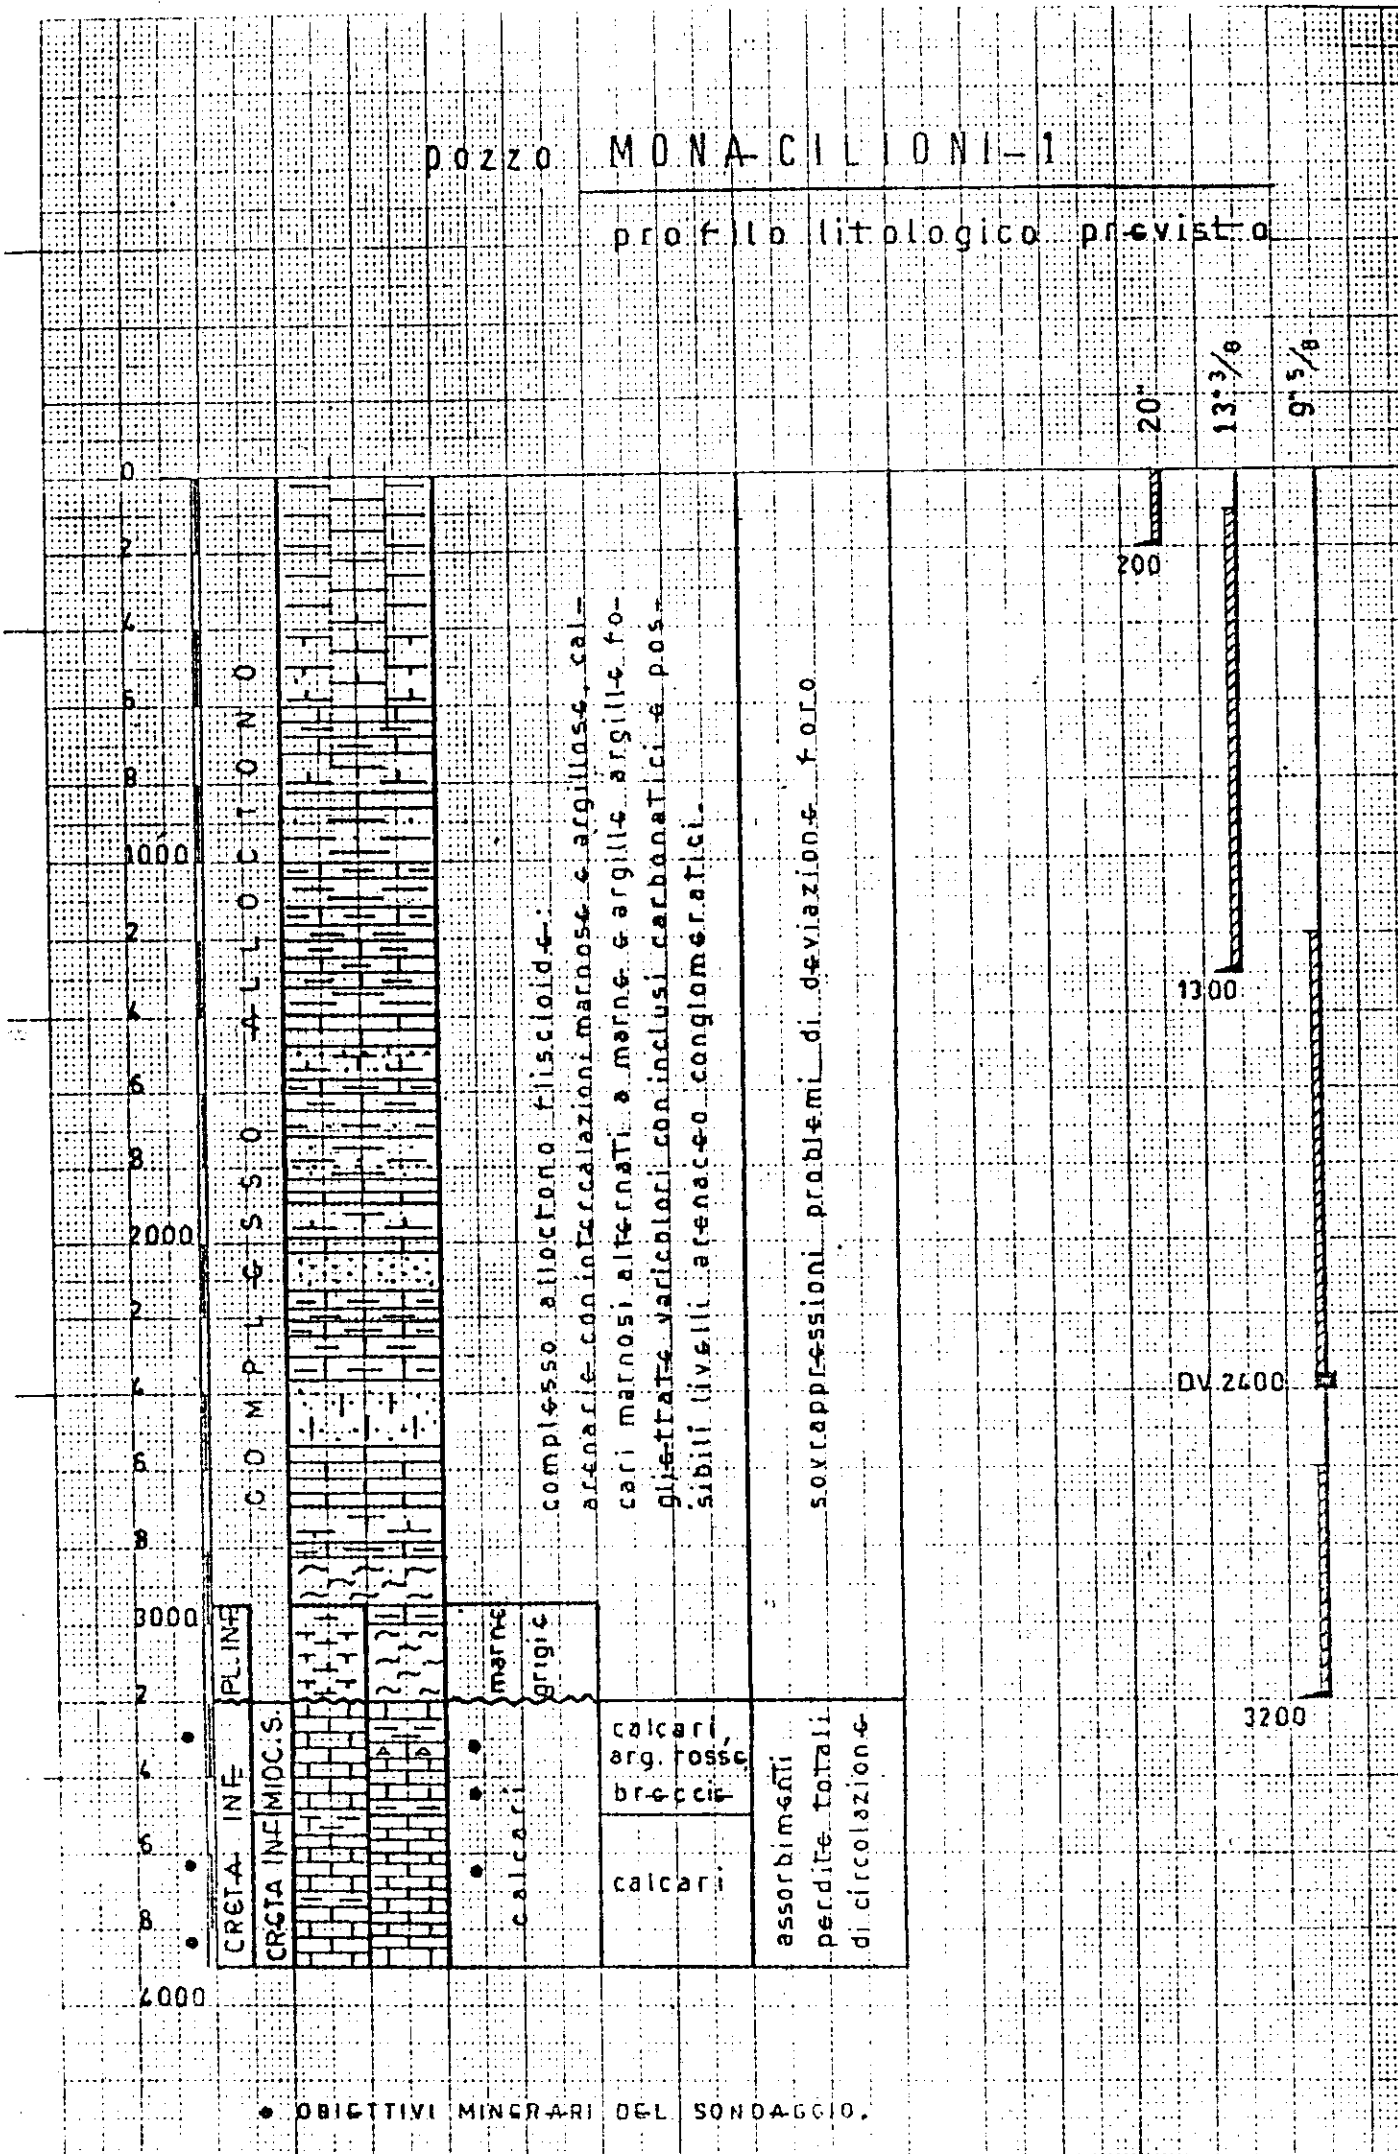 pozzo MONACILIONI-1
profilo litologico previsto
20"
13" 3/8
9" 5/8
0
2
4
6
8
1000
2
4
6
8
2000
2
4
6
8
3000
2
4
6
8
4000
COMPLESSO ALLOCTONO
PL.INF
CRETA INF
MIOC.S.
CRETA INF
complesso alloctono fliscioide:
arenarie con intercalazioni marnose e argillose, cal-
cari marnosi alternati a marne e argille argille fo-
gliettrate varicolori con inclusi carbonatici e pos-
sibili livelli arenaceo conglomeratici.
marne
grigie
calcari
calcari,
arg. rosse
breccie
calcari
sovrappressioni problemi di deviazione foro
assorbimenti
perdite totali
di circolazione
200
1300
DV 2400
3200
• OBIETTIVI MINERARI DEL SONDAGGIO.